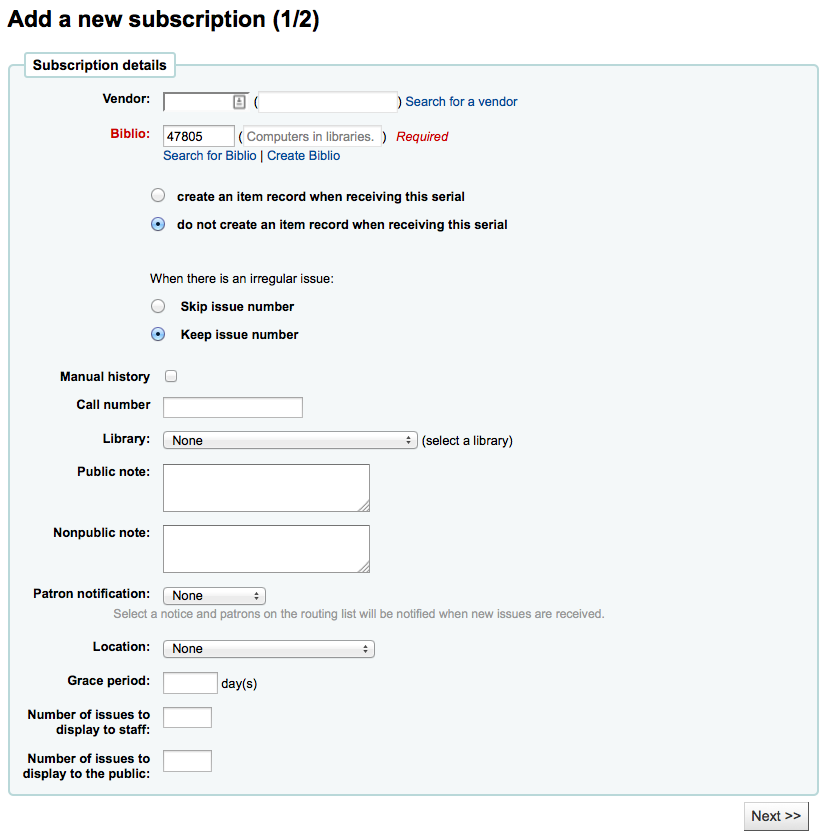 Add a new subscription (1/2)
Subscription details
Vendor: ( ) Search for a vendor
Biblio: 47805 ( Computers in libraries. ) Required
Search for Biblio | Create Biblio
create an item record when receiving this serial
do not create an item record when receiving this serial
When there is an irregular issue:
Skip issue number
Keep issue number
Manual history
Call number
Library: None (select a library)
Public note:
Nonpublic note:
Patron notification: None
Select a notice and patrons on the routing list will be notified when new issues are received.
Location: None
Grace period: day(s)
Number of issues to
display to staff:
Number of issues to
display to the public:
Next >>